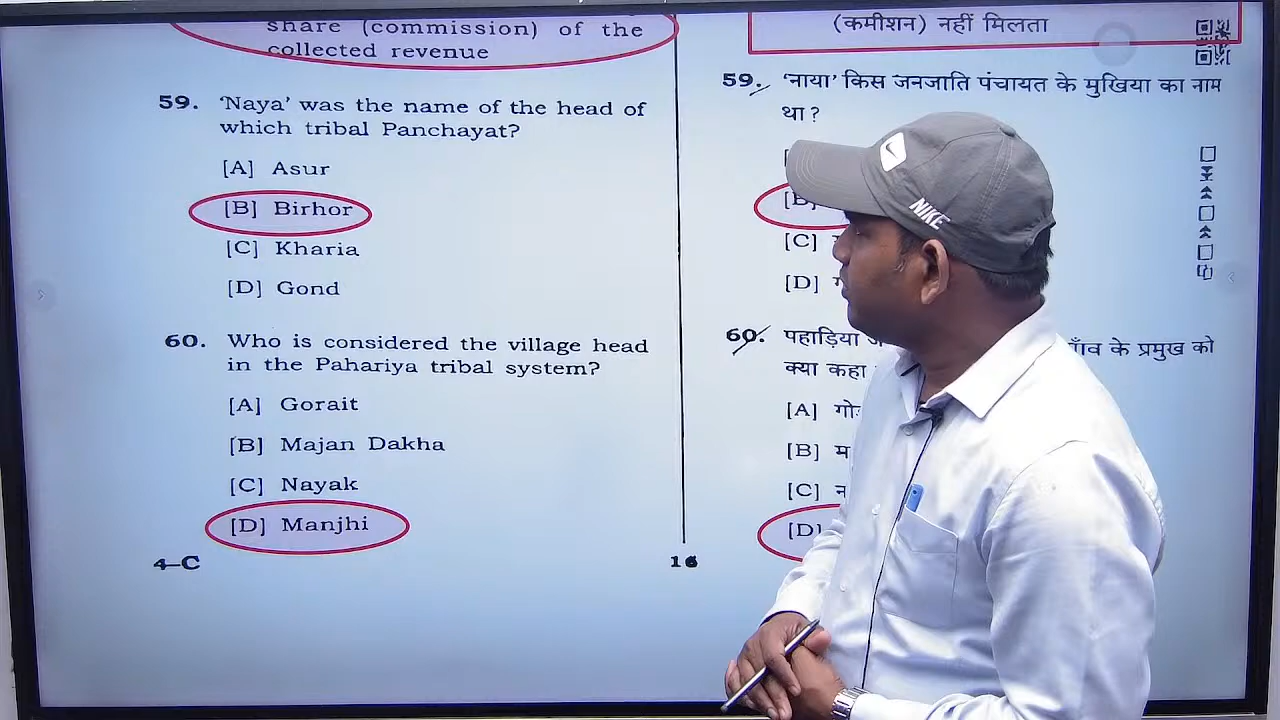 share (commission) of the
collected revenue
59. 'Naya' was the name of the head of
which tribal Panchayat?
[A] Asur
[B] Birhor
[C] Kharia
[D] Gond
60. Who is considered the village head
in the Pahariya tribal system?
[A] Gorait
[B] Majan Dakha
[C] Nayak
[D] Manjhi
4–C
16
(कमीशन) नहीं मिलता
59. 'नाया' किस जनजाति पंचायत के मुखिया का नाम
था ?
[B]
[C]
[D]
60. पहाड़िया गाँव के प्रमुख को
क्या कहा
[A]
[B]
[C]
[D]
NIKE